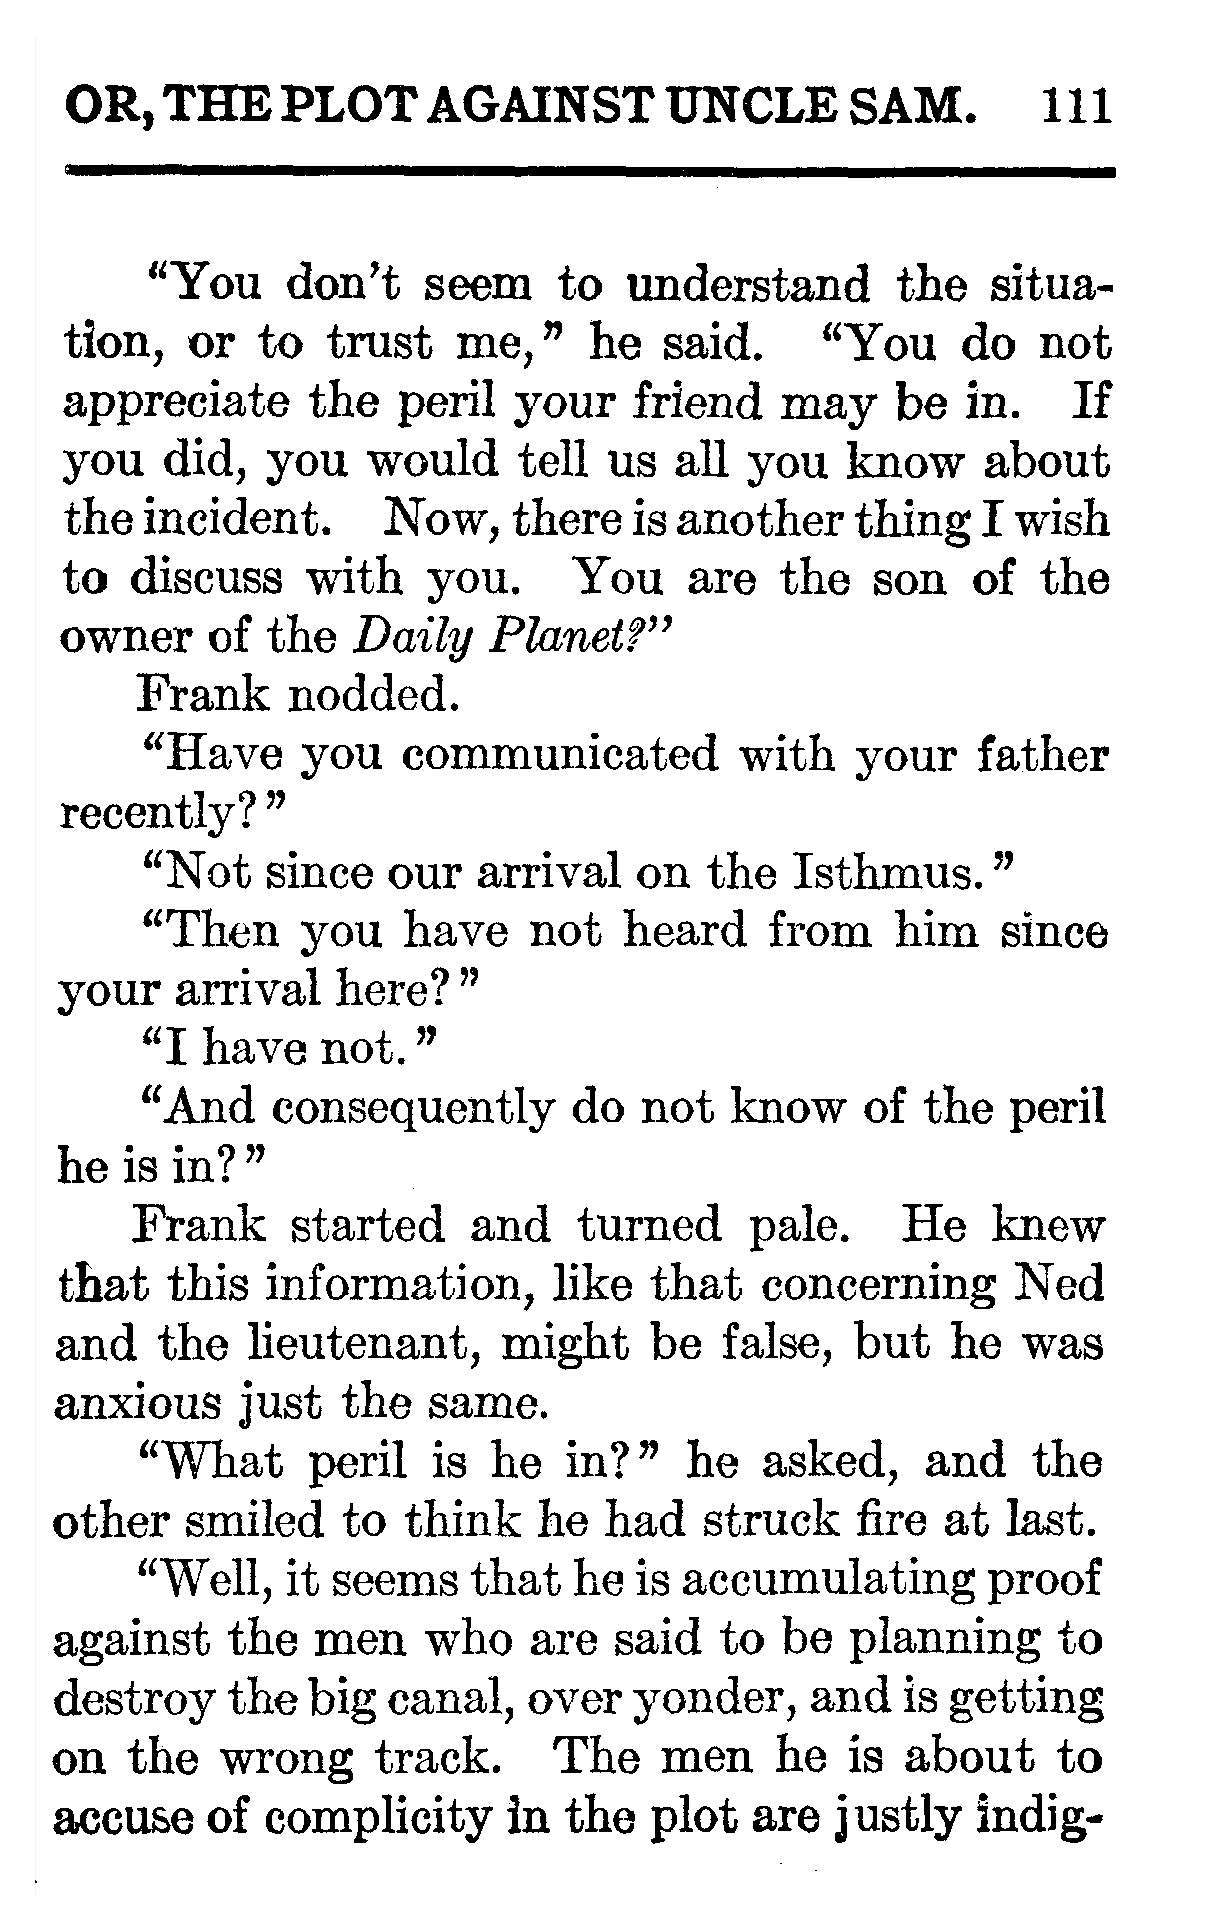 OR, THE PLOT AGAINST UNCLE SAM. 111
“You don’t seem to understand the situa-
tion, or to trust me,” he said. “You do not
appreciate the peril your friend may be in. If
you did, you would tell us all you know about
the incident. Now, there is another thing I wish
to discuss with you. You are the son of the
owner of the Daily Planet?”
Frank nodded.
“Have you communicated with your father
recently?”
“Not since our arrival on the Isthmus.”
“Then you have not heard from him since
your arrival here?”
“I have not.”
“And consequently do not know of the peril
he is in?”
Frank started and turned pale. He knew
that this information, like that concerning Ned
and the lieutenant, might be false, but he was
anxious just the same.
“What peril is he in?” he asked, and the
other smiled to think he had struck fire at last.
“Well, it seems that he is accumulating proof
against the men who are said to be planning to
destroy the big canal, over yonder, and is getting
on the wrong track. The men he is about to
accuse of complicity in the plot are justly indig-